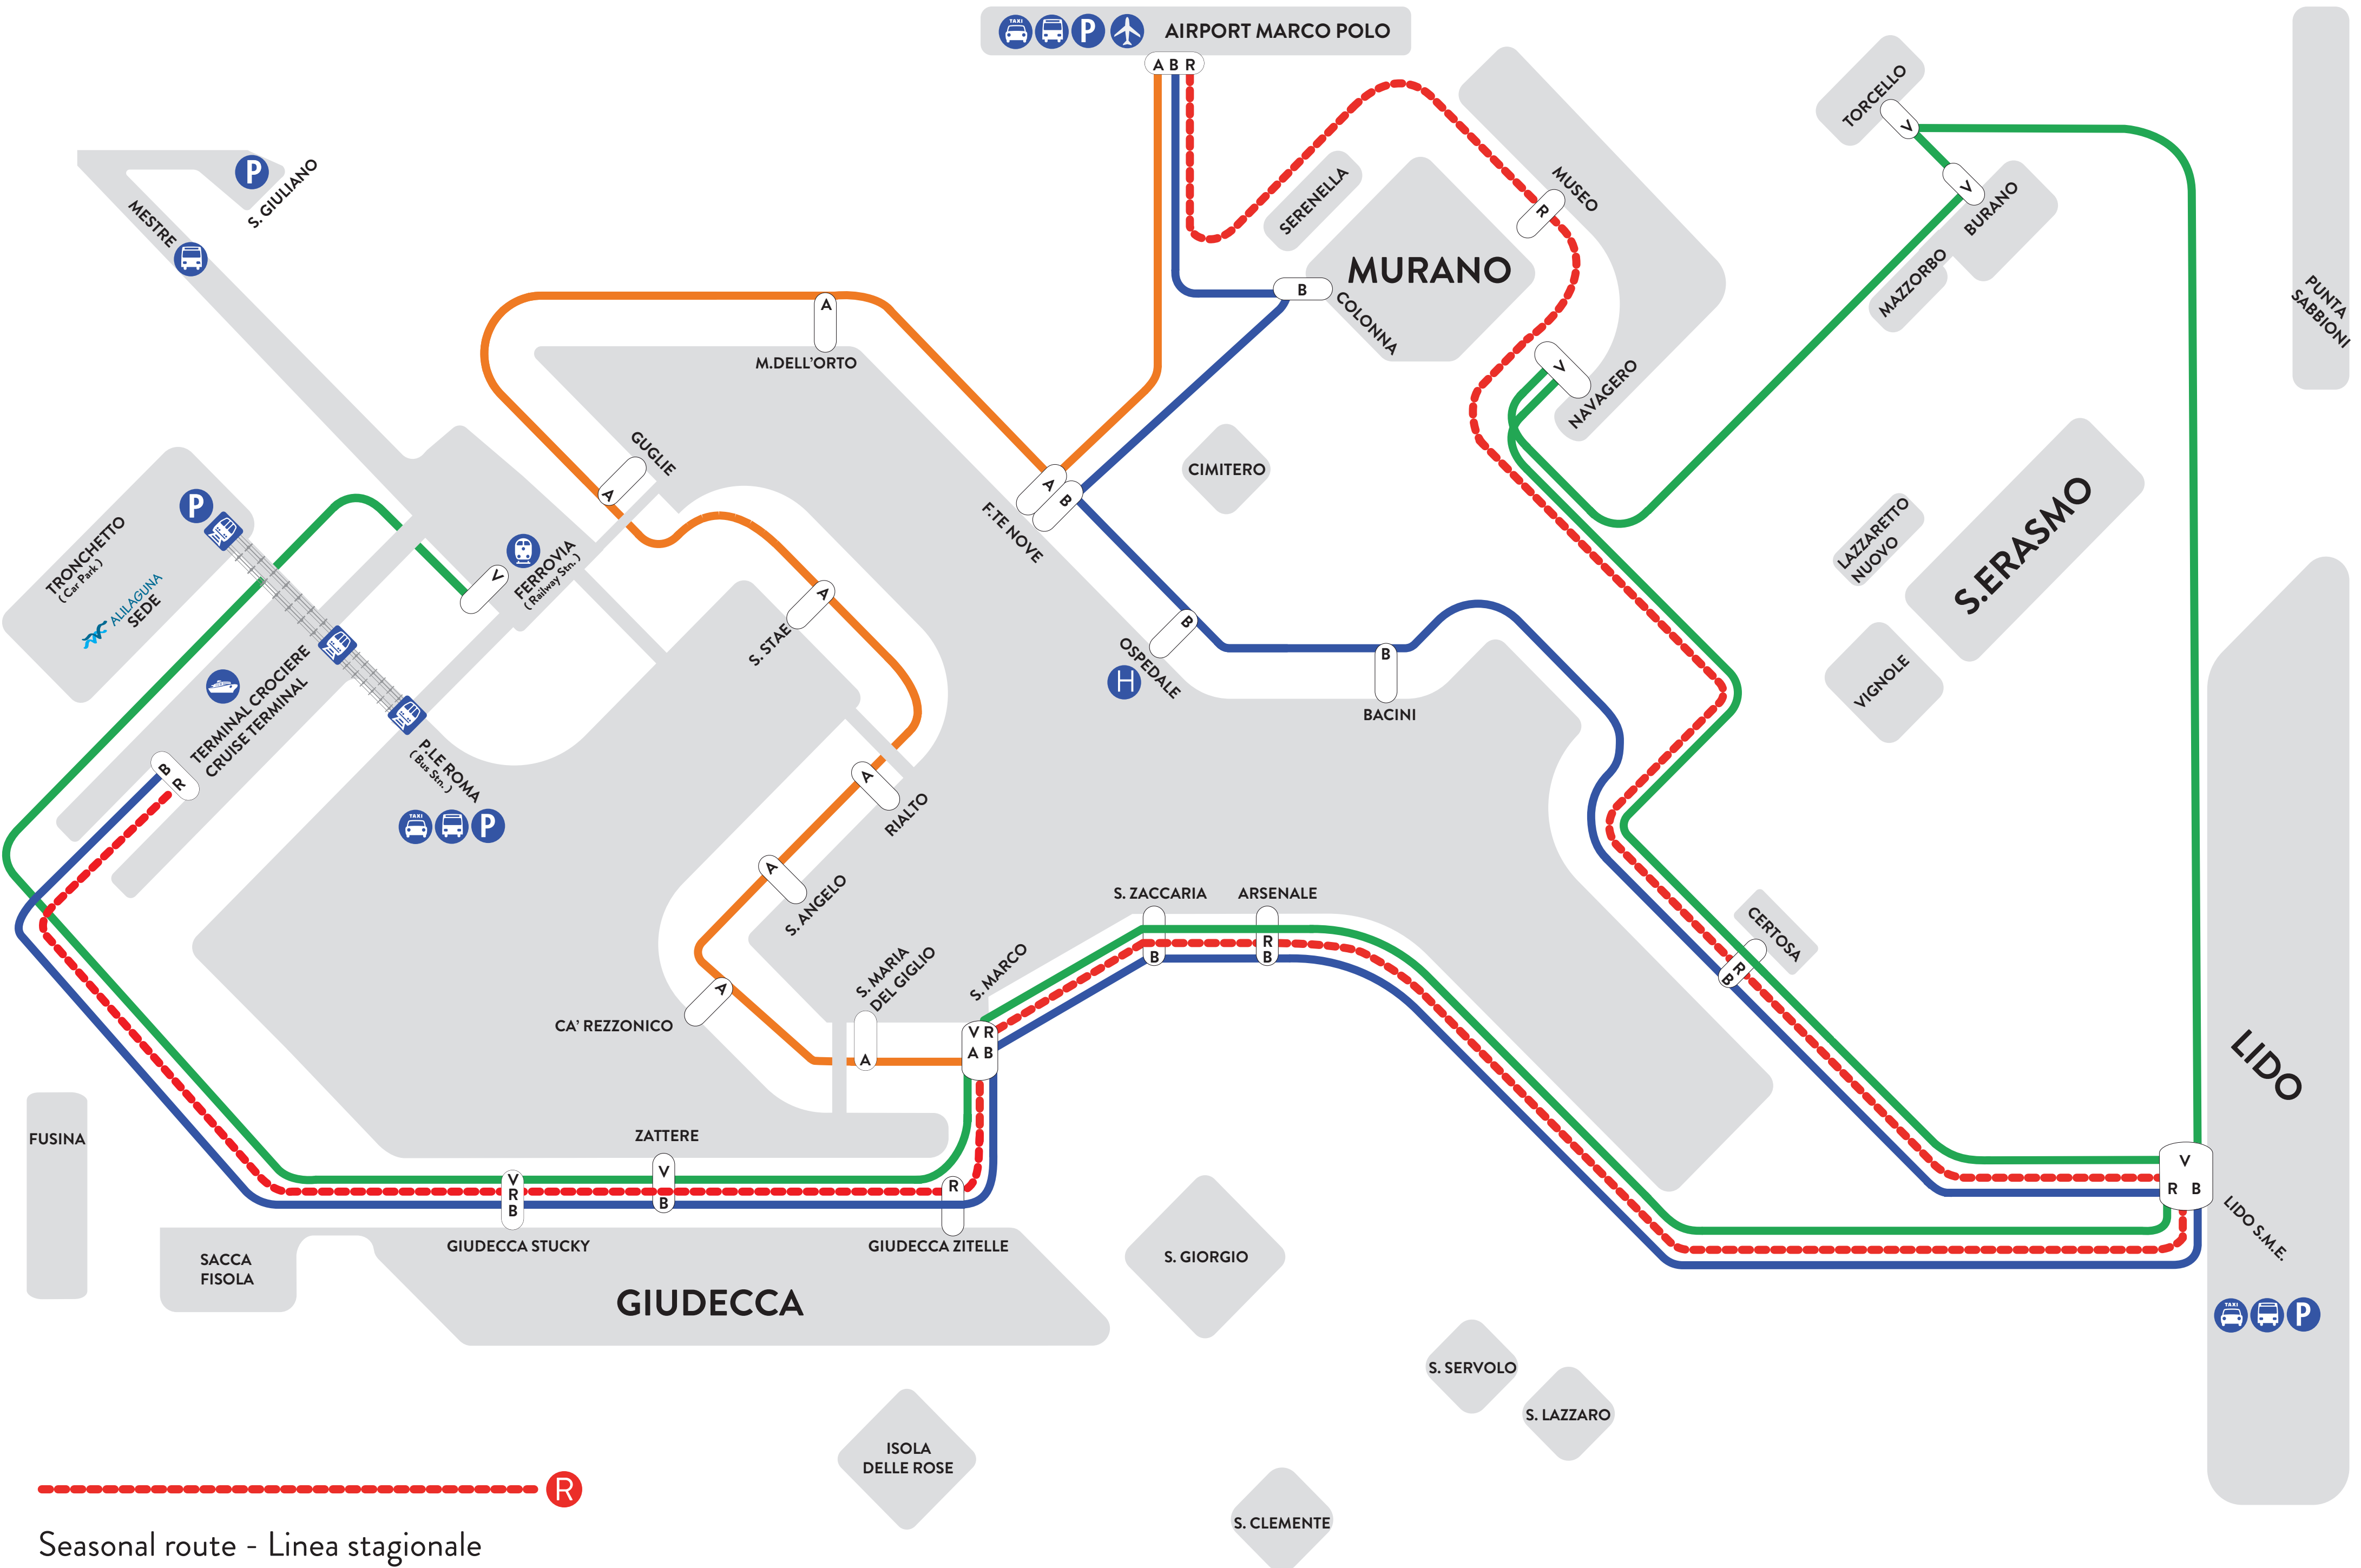 TAXI
P
AIRPORT MARCO POLO
A B R
P
S. GIULIANO
MESTRE
TORCELLO
V
V
BURANO
MAZZORBO
PUNTA
SABBIONI
MUSEO
R
SERENELLA
MURANO
B
COLONNA
A
M.DELL'ORTO
V
NAVAGERO
GUGLIE
A
CIMITERO
A
B
F.TE NOVE
P
TRONCHETTO
( Car Park )
ALILAGUNA
SEDE
V
FERROVIA
( Railway Stn. )
A
S. STAE
B
OSPEDALE
H
B
BACINI
LAZZARETTO
NUOVO
S.ERASMO
VIGNOLE
TERMINAL CROCIERE
CRUISE TERMINAL
B
R
P.LE ROMA
( Bus Stn. )
TAXI
P
A
RIALTO
A
S. ANGELO
S. ZACCARIA
B
ARSENALE
R
B
CERTOSA
R
B
S. MARIA
DEL GIGLIO
A
S. MARCO
V R
A B
A
CA' REZZONICO
LIDO
V
R B
LIDO S.M.E.
TAXI
P
FUSINA
ZATTERE
V
B
V
R
B
R
GIUDECCA STUCKY
GIUDECCA ZITELLE
SACCA
FISOLA
GIUDECCA
S. GIORGIO
S. SERVOLO
S. LAZZARO
ISOLA
DELLE ROSE
S. CLEMENTE
R
Seasonal route - Linea stagionale